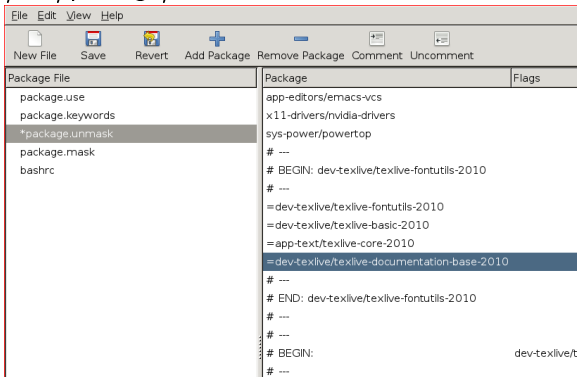 File Edit View Help
New File Save Revert Add Package Remove Package Comment Uncomment
Package File
package.use
package.keywords
*package.unmask
package.mask
bashrc
Package Flags
app-editors/emacs-vcs
x11-drivers/nvidia-drivers
sys-power/powertop
# ---
# BEGIN: dev-texlive/texlive-fontutils-2010
# ---
=dev-texlive/texlive-fontutils-2010
=dev-texlive/texlive-basic-2010
=app-text/texlive-core-2010
=dev-texlive/texlive-documentation-base-2010
# ---
# END: dev-texlive/texlive-fontutils-2010
# ---
# ---
# BEGIN: dev-texlive/t
# ---